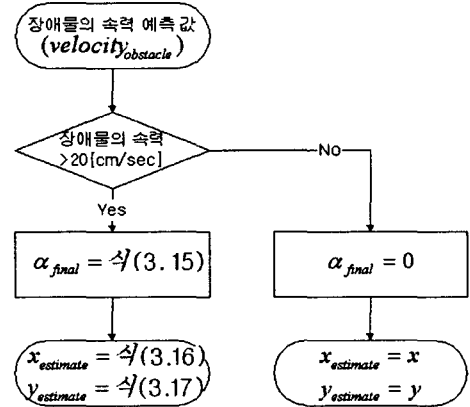 장애물의 속력 예측 값
(velocity_obstacle)
장애물의 속력
>20[cm/sec]
No
Yes
α_final = 식(3.15)
α_final = 0
x_estimate = 식(3.16)
y_estimate = 식(3.17)
x_estimate = x
y_estimate = y